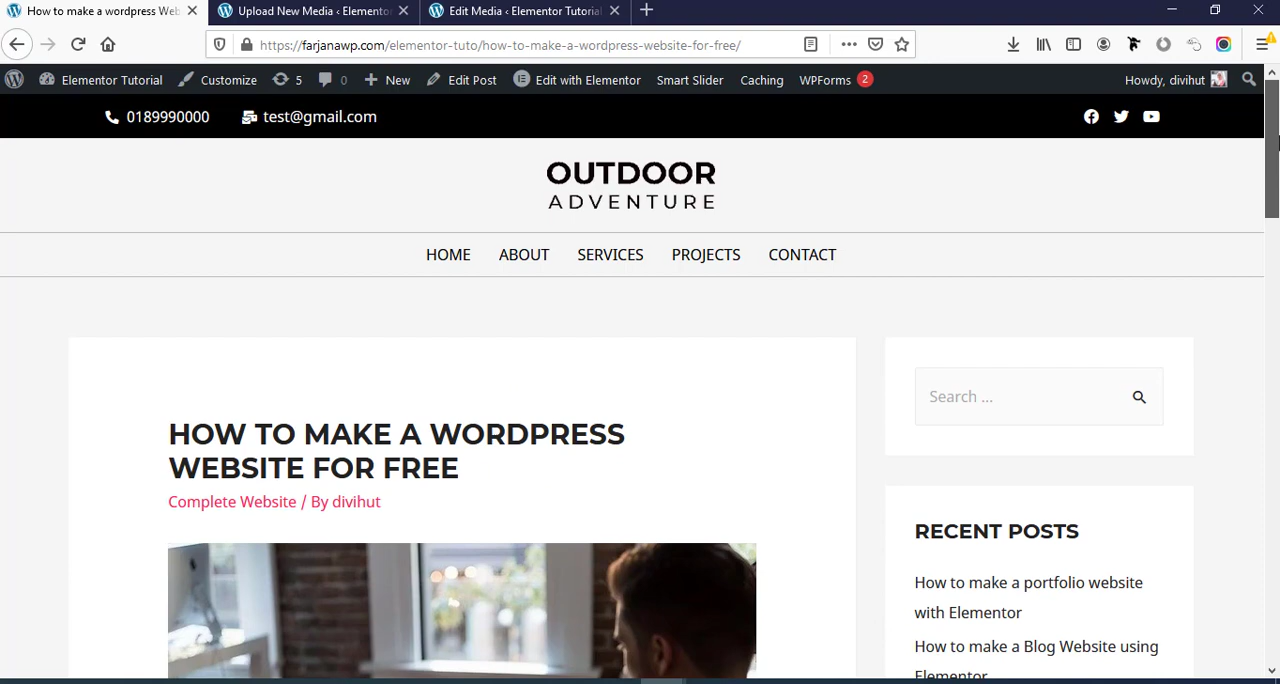 How to make a wordpress Web
Upload New Media ‹ Elemento
Edit Media ‹ Elementor Tutorial
https://farjanawp.com/elementor-tuto/how-to-make-a-wordpress-website-for-free/
Elementor Tutorial Customize 5 0 New Edit Post Edit with Elementor Smart Slider Caching WPForms 2 Howdy, divihut
0189990000 test@gmail.com
OUTDOOR
ADVENTURE
HOME ABOUT SERVICES PROJECTS CONTACT
HOW TO MAKE A WORDPRESS
WEBSITE FOR FREE
Complete Website / By divihut
Search ...
RECENT POSTS
How to make a portfolio website
with Elementor
How to make a Blog Website using
Elementor